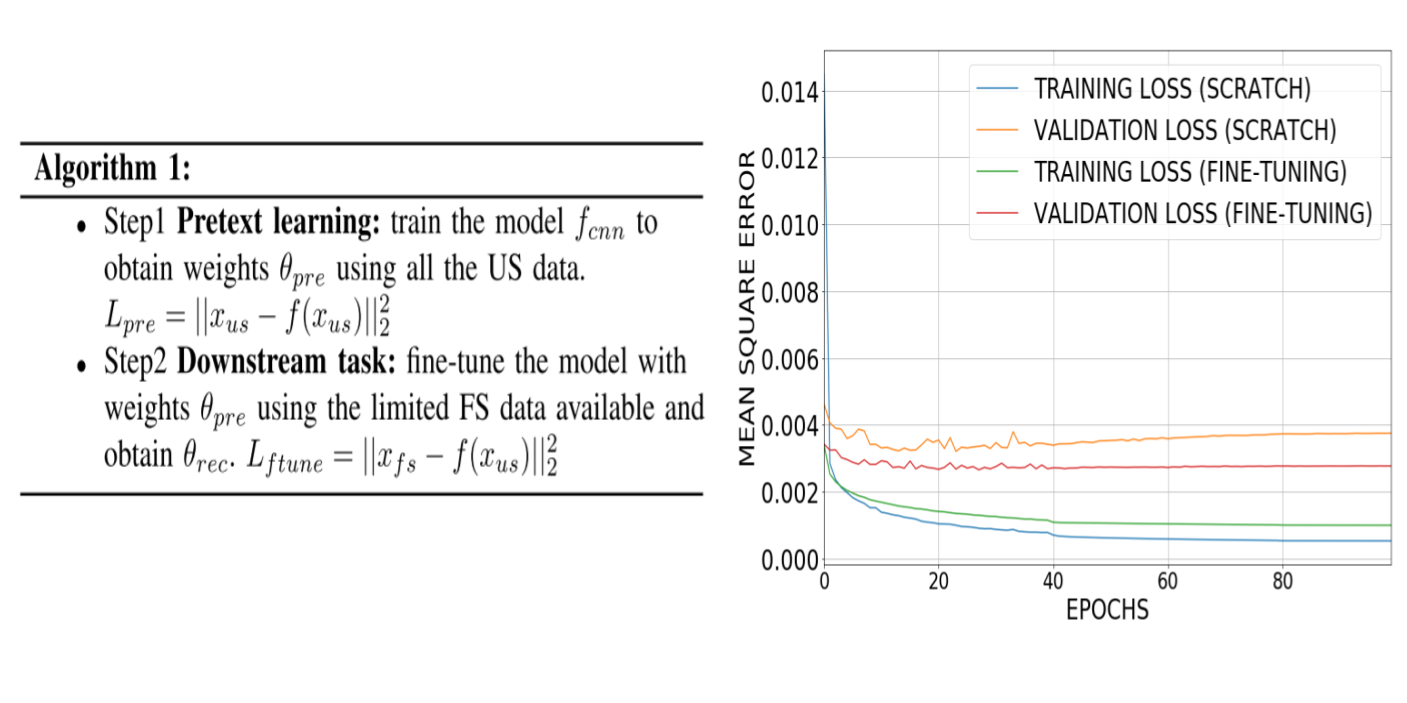 Algorithm 1:
• Step1 Pretext learning: train the model f_{cnn} to
obtain weights θ_{pre} using all the US data.
L_{pre} = ||x_{us} − f(x_{us})||_2^2
• Step2 Downstream task: fine-tune the model with
weights θ_{pre} using the limited FS data available and
obtain θ_{rec}. L_{ftune} = ||x_{fs} − f(x_{us})||_2^2
MEAN SQUARE ERROR
0.014
0.012
0.010
0.008
0.006
0.004
0.002
0.000
TRAINING LOSS (SCRATCH)
VALIDATION LOSS (SCRATCH)
TRAINING LOSS (FINE-TUNING)
VALIDATION LOSS (FINE-TUNING)
0 20 40 60 80
EPOCHS